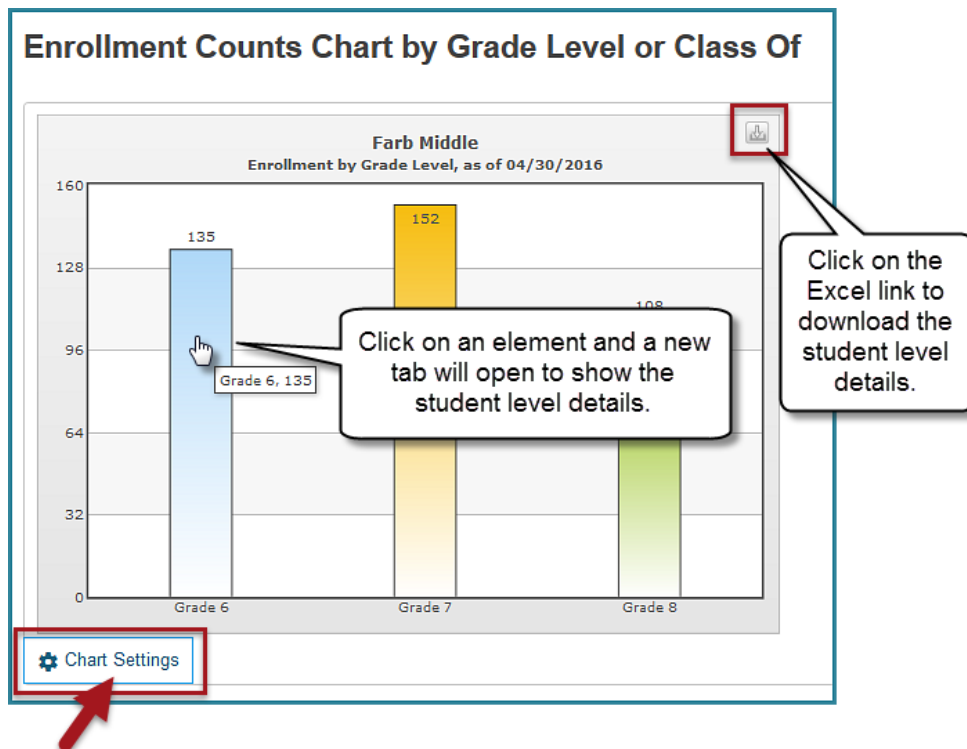 Enrollment Counts Chart by Grade Level or Class Of
Farb Middle
Enrollment by Grade Level, as of 04/30/2016
160
128
96
64
32
0
135
152
108
Grade 6, 135
Grade 6
Grade 7
Grade 8
Click on an element and a new
tab will open to show the
student level details.
Click on the
Excel link to
download the
student level
details.
Chart Settings